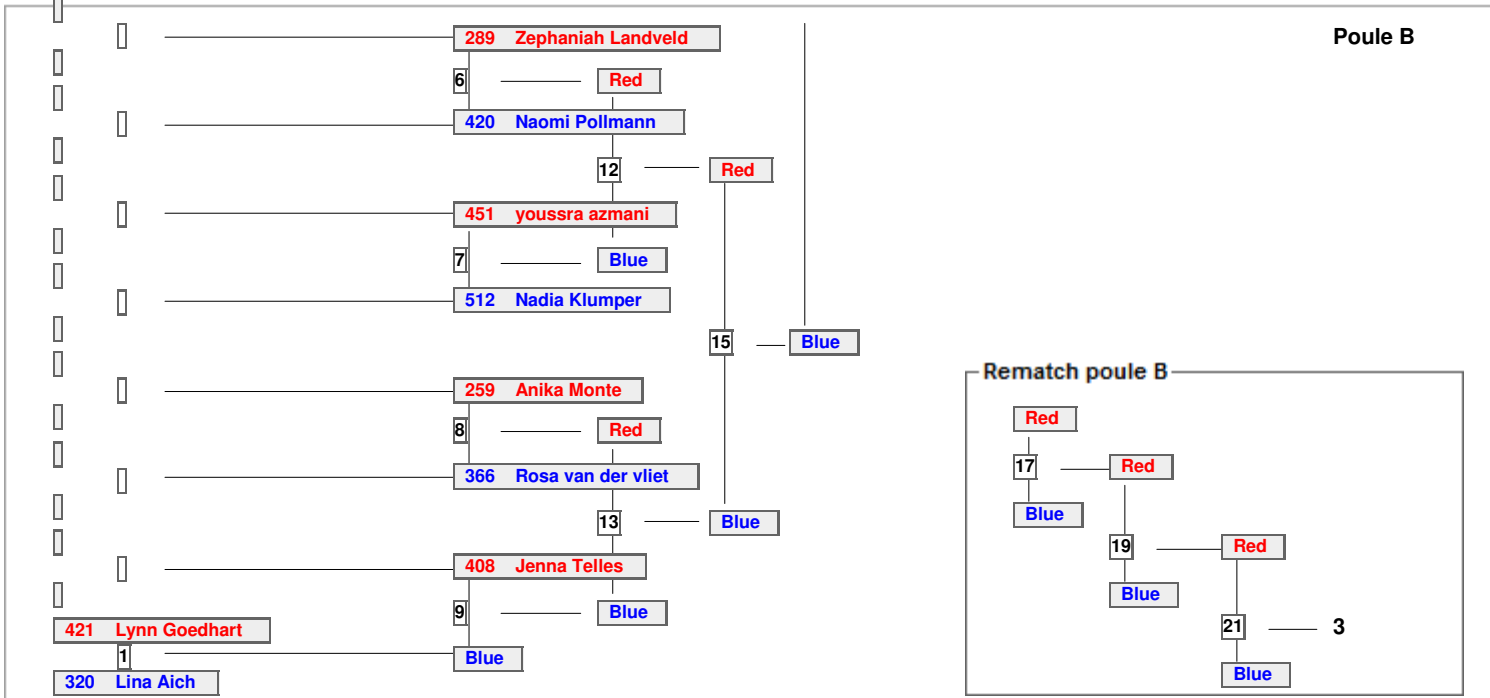 289 Zephaniah Landveld
Poule B
6 Red
420 Naomi Pollmann
12 Red
451 youssra azmani
7 Blue
512 Nadia Klumper
15 Blue
259 Anika Monte
8 Red
366 Rosa van der vliet
13 Blue
408 Jenna Telles
9 Blue
421 Lynn Goedhart
1 Blue
320 Lina Aich
Rematch poule B
Red
17 Red
Blue
19 Red
Blue
21 3
Blue